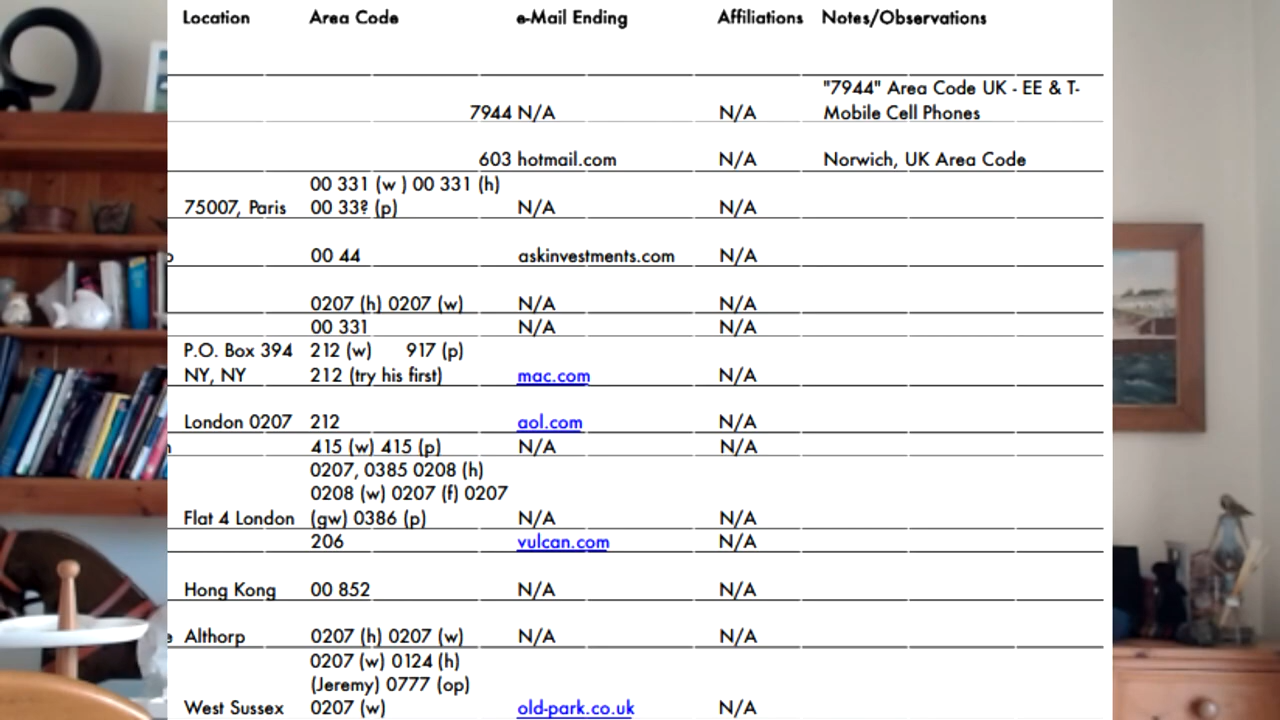 Location Area Code e-Mail Ending Affiliations Notes/Observations
"7944" Area Code UK - EE & T-
7944 N/A N/A Mobile Cell Phones
603 hotmail.com N/A Norwich, UK Area Code
00 331 (w ) 00 331 (h)
75007, Paris 00 33? (p) N/A N/A
00 44 askinvestments.com N/A
0207 (h) 0207 (w) N/A N/A
00 331 N/A N/A
P.O. Box 394 212 (w) 917 (p)
NY, NY 212 (try his first) mac.com N/A
London 0207 212 aol.com N/A
415 (w) 415 (p) N/A N/A
0207, 0385 0208 (h)
0208 (w) 0207 (f) 0207
Flat 4 London (gw) 0386 (p) N/A N/A
206 vulcan.com N/A
Hong Kong 00 852 N/A N/A
Althorp 0207 (h) 0207 (w) N/A N/A
0207 (w) 0124 (h)
(Jeremy) 0777 (op)
West Sussex 0207 (w) old-park.co.uk N/A